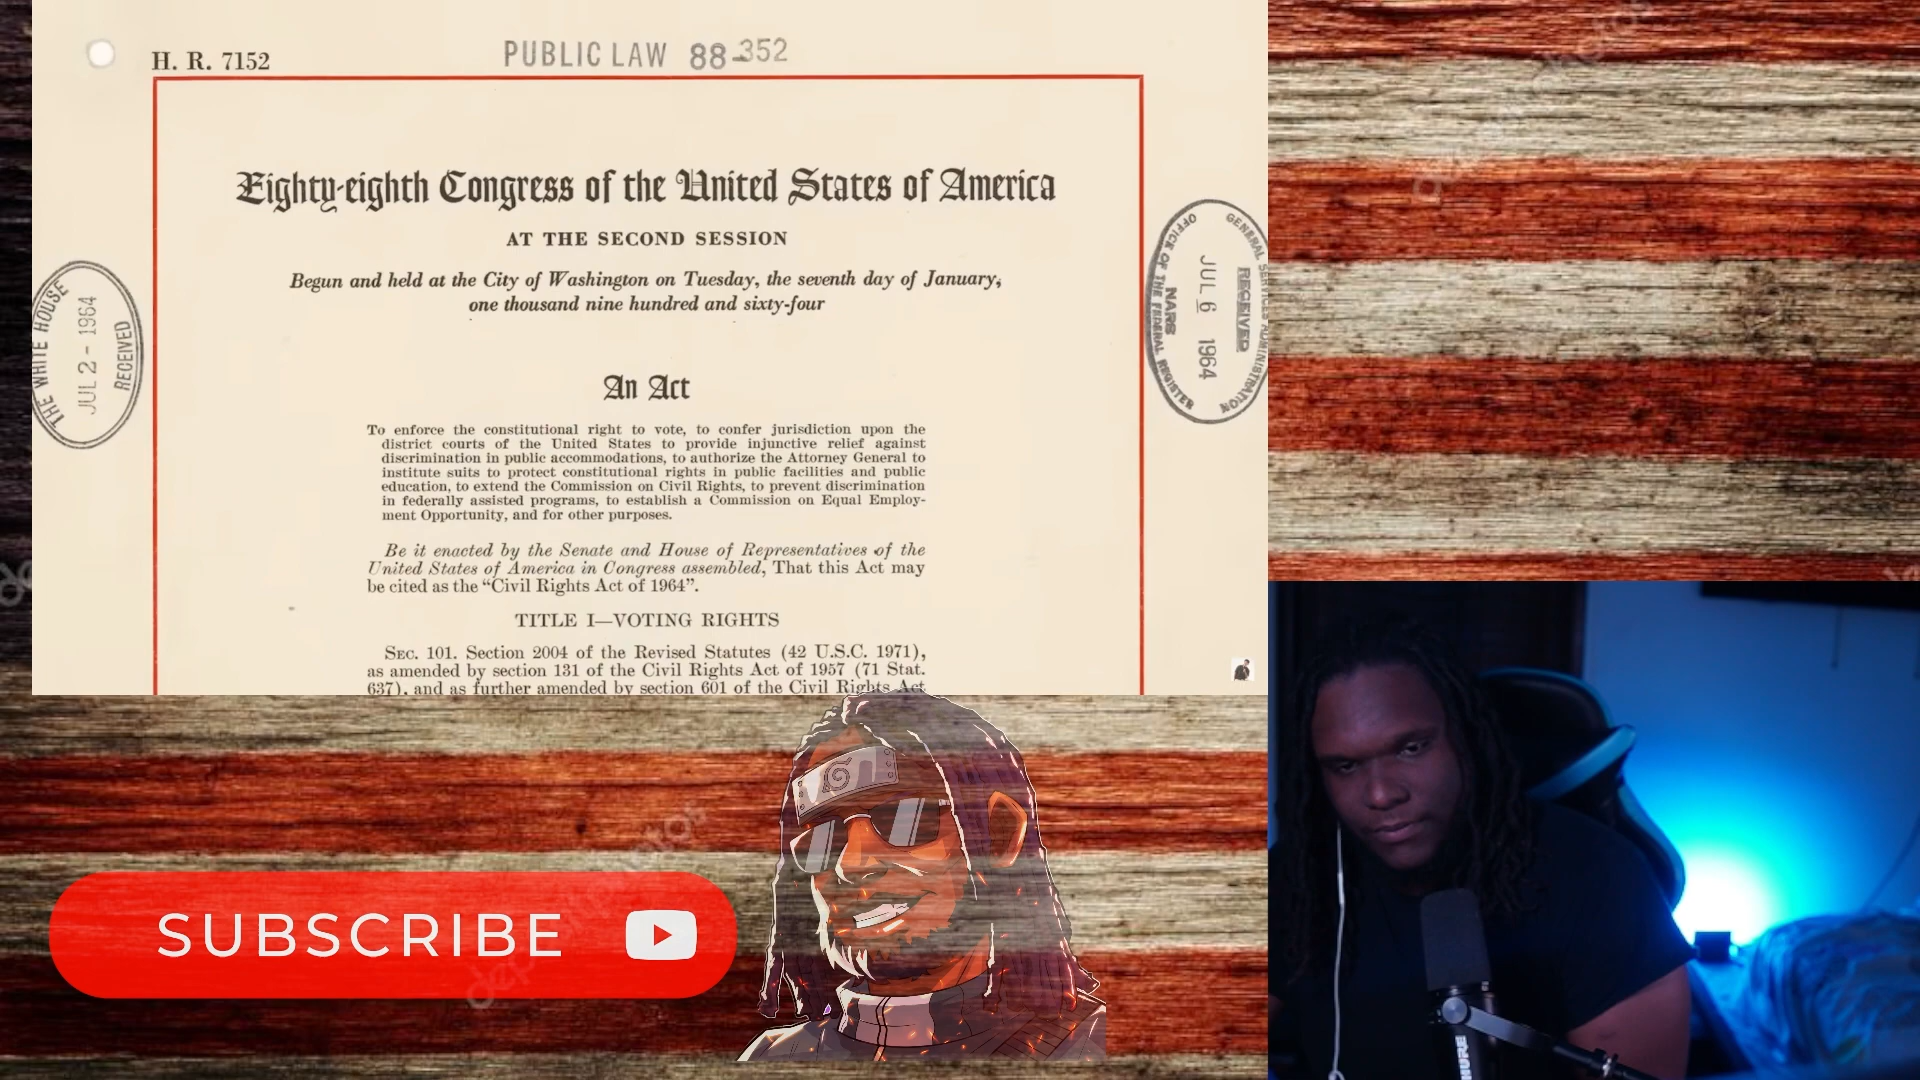 H. R. 7152
PUBLIC LAW 88-352
Eighty-eighth Congress of the United States of America
AT THE SECOND SESSION
Begun and held at the City of Washington on Tuesday, the seventh day of January,
one thousand nine hundred and sixty-four
An Act
To enforce the constitutional right to vote, to confer jurisdiction upon the
district courts of the United States to provide injunctive relief against
discrimination in public accommodations, to authorize the Attorney General to
institute suits to protect constitutional rights in public facilities and public
education, to extend the Commission on Civil Rights, to prevent discrimination
in federally assisted programs, to establish a Commission on Equal Employ-
ment Opportunity, and for other purposes.
Be it enacted by the Senate and House of Representatives of the
United States of America in Congress assembled, That this Act may
be cited as the “Civil Rights Act of 1964”.
TITLE I—VOTING RIGHTS
SEC. 101. Section 2004 of the Revised Statutes (42 U.S.C. 1971),
as amended by section 131 of the Civil Rights Act of 1957 (71 Stat.
637), and as further amended by section 601 of the Civil Rights Act
THE WHITE HOUSE
JUL 2 - 1964
RECEIVED
GENERAL SERVICES ADMINISTRATION
RECEIVED
JUL 6 1964
NARS
OFFICE OF THE FEDERAL REGISTER
SUBSCRIBE
depositphotos